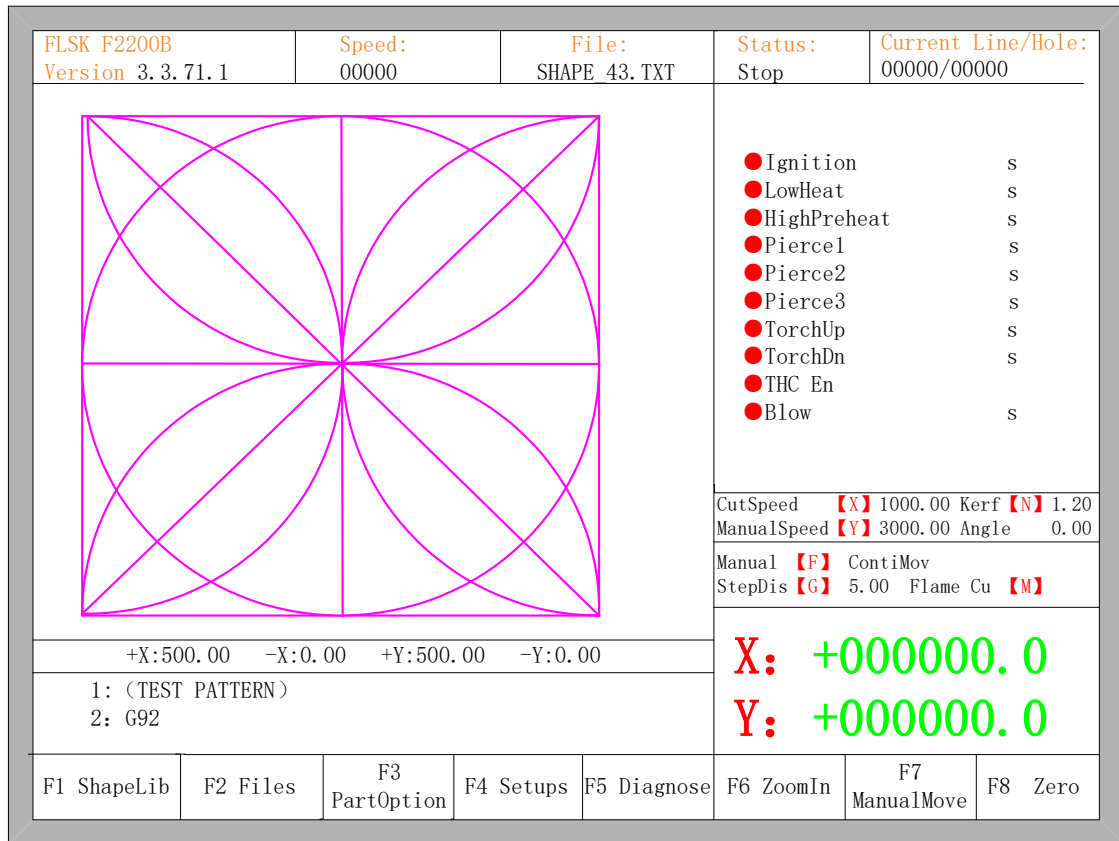 FLSK F2200B
Version 3.3.71.1
Speed:
00000
File:
SHAPE_43.TXT
Status:
Stop
Current Line/Hole:
00000/00000
Ignition s
LowHeat s
HighPreheat s
Pierce1 s
Pierce2 s
Pierce3 s
TorchUp s
TorchDn s
THC En
Blow s
CutSpeed 【X】 1000.00 Kerf 【N】 1.20
ManualSpeed 【Y】 3000.00 Angle 0.00
Manual 【F】 ContiMov
StepDis 【G】 5.00 Flame Cu 【M】
+X:500.00 -X:0.00 +Y:500.00 -Y:0.00
1: (TEST PATTERN)
2: G92
X: +000000.0
Y: +000000.0
F1 ShapeLib
F2 Files
F3
PartOption
F4 Setups
F5 Diagnose
F6 ZoomIn
F7
ManualMove
F8 Zero